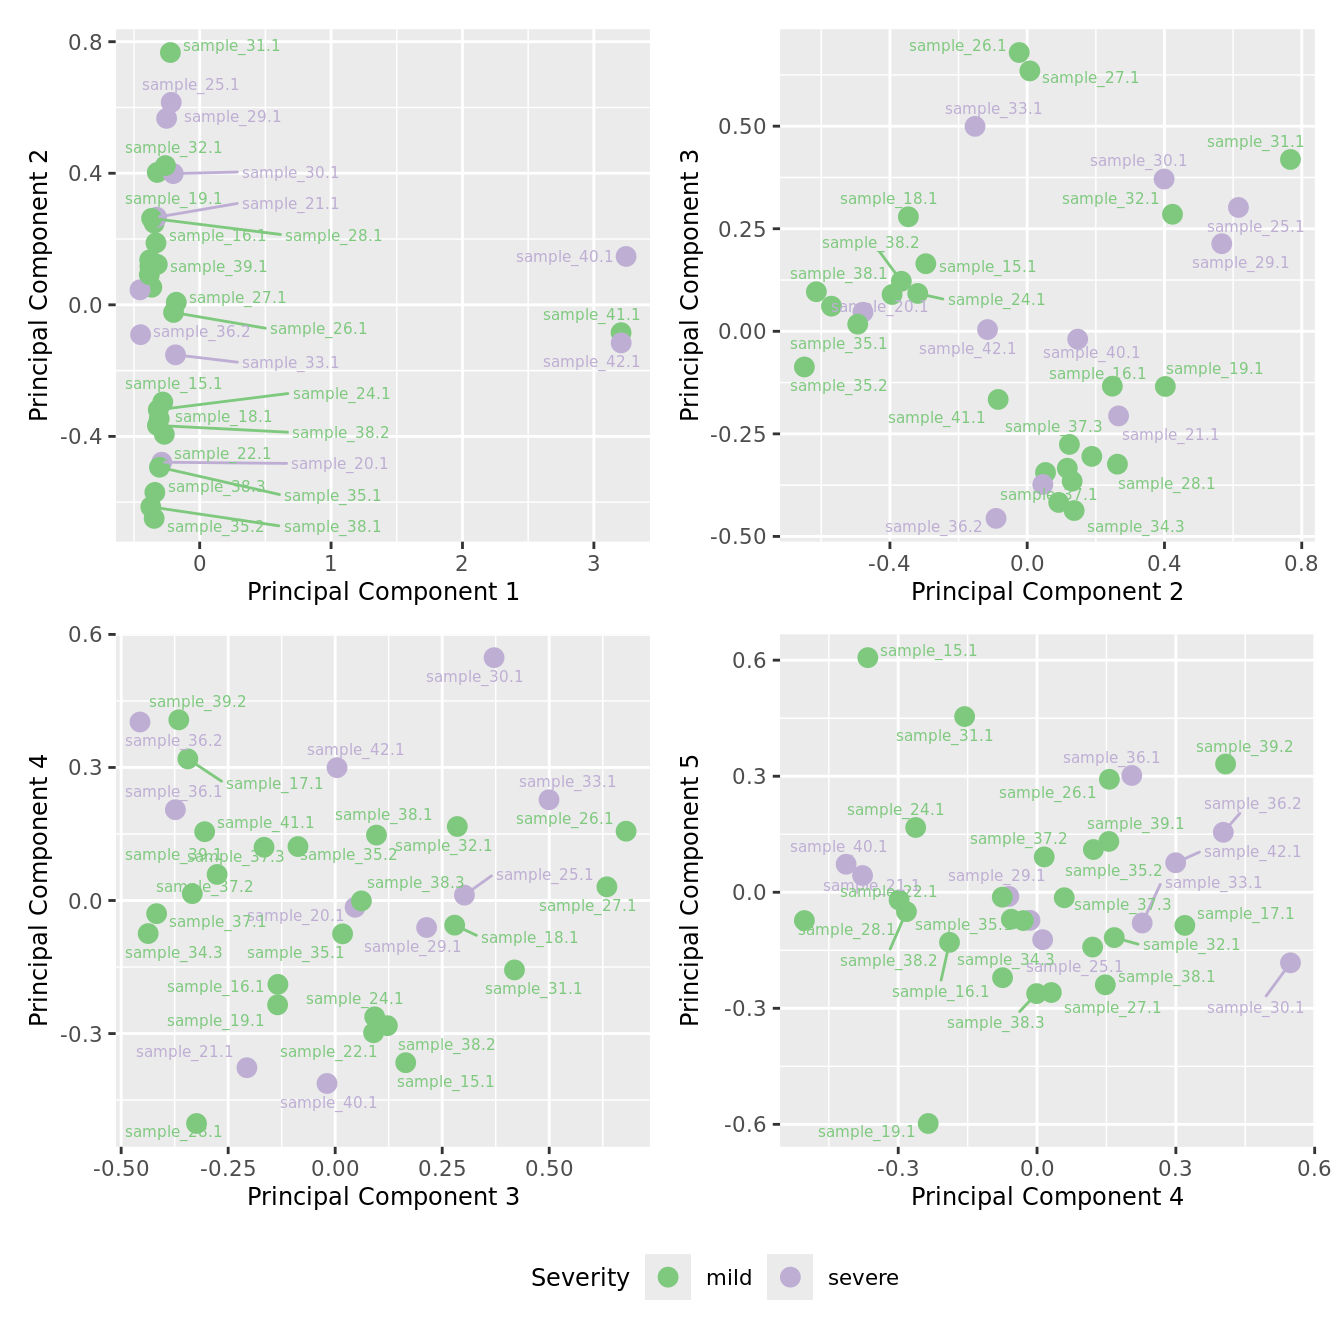 0.8
0.4
0.0
-0.4
Principal Component 2
sample_31.1
sample_25.1
sample_29.1
sample_32.1
sample_30.1
sample_19.1
sample_21.1
sample_16.1
sample_28.1
sample_40.1
sample_39.1
sample_27.1
sample_41.1
sample_26.1
sample_36.2
sample_33.1
sample_42.1
sample_15.1
sample_24.1
sample_18.1
sample_38.2
sample_22.1
sample_20.1
sample_38.3
sample_35.1
sample_35.2
sample_38.1
0
1
2
3
Principal Component 1
0.50
0.25
0.00
-0.25
-0.50
Principal Component 3
sample_26.1
sample_27.1
sample_33.1
sample_31.1
sample_30.1
sample_18.1
sample_32.1
sample_25.1
sample_38.2
sample_29.1
sample_15.1
sample_38.1
sample_24.1
sample_20.1
sample_35.1
sample_42.1
sample_40.1
sample_19.1
sample_16.1
sample_35.2
sample_41.1
sample_37.3
sample_21.1
sample_28.1
sample_37.1
sample_36.2
sample_34.3
-0.4
0.0
0.4
0.8
Principal Component 2
0.6
0.3
0.0
-0.3
Principal Component 4
sample_30.1
sample_39.2
sample_36.2
sample_42.1
sample_17.1
sample_33.1
sample_36.1
sample_38.1
sample_26.1
sample_41.1
sample_32.1
sample_39.1
sample_37.3
sample_35.2
sample_25.1
sample_38.3
sample_37.2
sample_27.1
sample_20.1
sample_37.1
sample_18.1
sample_29.1
sample_34.3
sample_35.1
sample_16.1
sample_31.1
sample_24.1
sample_19.1
sample_38.2
sample_21.1
sample_22.1
sample_15.1
sample_40.1
sample_28.1
-0.50
-0.25
0.00
0.25
0.50
Principal Component 3
0.6
0.3
0.0
-0.3
-0.6
Principal Component 5
sample_15.1
sample_31.1
sample_39.2
sample_36.1
sample_26.1
sample_36.2
sample_24.1
sample_39.1
sample_37.2
sample_40.1
sample_42.1
sample_35.2
sample_29.1
sample_21.1
sample_22.1
sample_33.1
sample_37.3
sample_17.1
sample_28.1
sample_35.1
sample_32.1
sample_38.2
sample_34.3
sample_25.1
sample_38.1
sample_16.1
sample_27.1
sample_30.1
sample_38.3
sample_19.1
-0.3
0.0
0.3
0.6
Principal Component 4
Severity
mild
severe